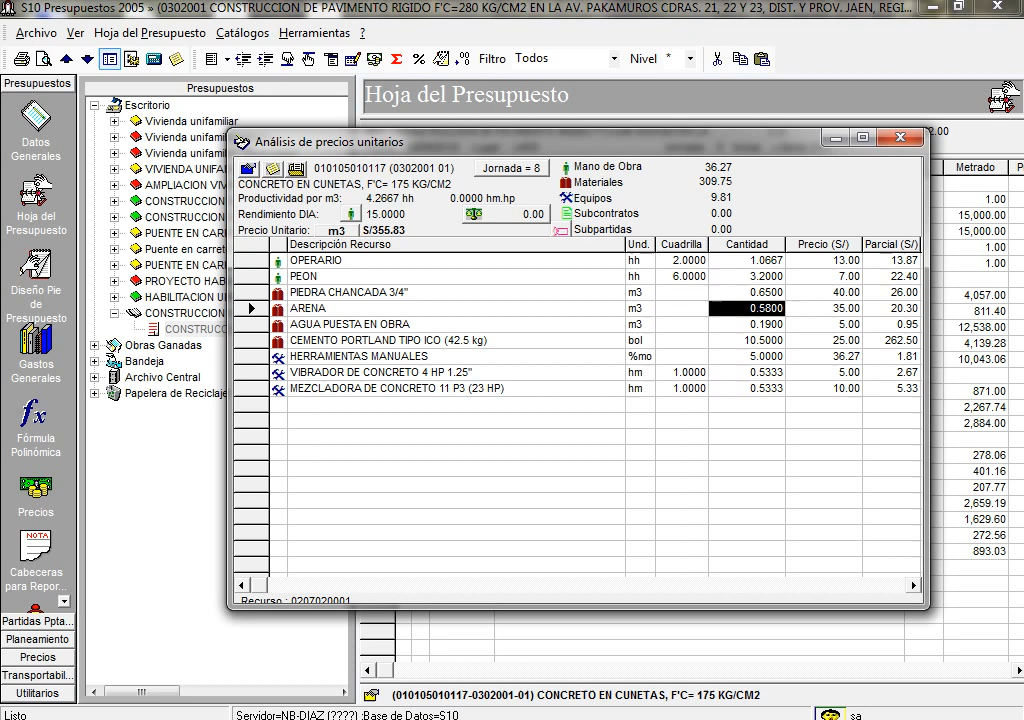 S10 Presupuestos 2005 » (0302001 CONSTRUCCION DE PAVIMENTO RIGIDO F'C=280 KG/CM2 EN LA AV. PAKAMUROS CDRAS. 21, 22 Y 23, DIST. Y PROV. JAEN, REGI...
Archivo Ver Hoja del Presupuesto Catálogos Herramientas ?
Filtro Todos Nivel *
Presupuestos
Datos Generales
Hoja del Presupuesto
Diseño Pie de Presupuesto
Gastos Generales
fx
Fórmula Polinómica
Precios
NOTA
Cabeceras para Repor...
Partidas Ppta...
Planeamiento
Precios
Transportabil...
Utilitarios
Presupuestos
Escritorio
Vivienda unifamiliar
Vivienda unifami
Vivienda unifami
VIVIENDA UNIFA
AMPLIACION VIV
CONSTRUCCION
CONSTRUCCION
PUENTE EN CAR
Puente en carret
PUENTE EN CAR
PROYECTO HAB
HABILITACION U
CONSTRUCCION
CONSTRUCC
Obras Ganadas
Bandeja
Archivo Central
Papelera de Reciclaje
Hoja del Presupuesto
2.00
Metrado
1.00
15,000.00
15,000.00
1.00
1.00
4,057.00
811.40
12,538.00
4,139.28
10,043.06
871.00
2,267.74
2,884.00
278.06
401.16
207.77
2,659.19
1,629.60
272.56
893.03
Análisis de precios unitarios
010105010117 (0302001 01) Jornada = 8
CONCRETO EN CUNETAS, F'C= 175 KG/CM2
Productividad por m3: 4.2667 hh 0.0000 hm.hp
Rendimiento DIA: 15.0000 0.00
Precio Unitario: m3 S/355.83
Mano de Obra 36.27
Materiales 309.75
Equipos 9.81
Subcontratos 0.00
Subpartidas 0.00
Descripción Recurso Und. Cuadrilla Cantidad Precio (S/) Parcial (S/)
OPERARIO hh 2.0000 1.0667 13.00 13.87
PEON hh 6.0000 3.2000 7.00 22.40
PIEDRA CHANCADA 3/4" m3 0.6500 40.00 26.00
ARENA m3 0.5800 35.00 20.30
AGUA PUESTA EN OBRA m3 0.1900 5.00 0.95
CEMENTO PORTLAND TIPO ICO (42.5 kg) bol 10.5000 25.00 262.50
HERRAMIENTAS MANUALES %mo 5.0000 36.27 1.81
VIBRADOR DE CONCRETO 4 HP 1.25" hm 1.0000 0.5333 5.00 2.67
MEZCLADORA DE CONCRETO 11 P3 (23 HP) hm 1.0000 0.5333 10.00 5.33
Recurso : 0207020001
(010105010117-0302001-01) CONCRETO EN CUNETAS, F'C= 175 KG/CM2
Listo Servidor=NB-DIAZ (????) ;Base de Datos=S10 sa